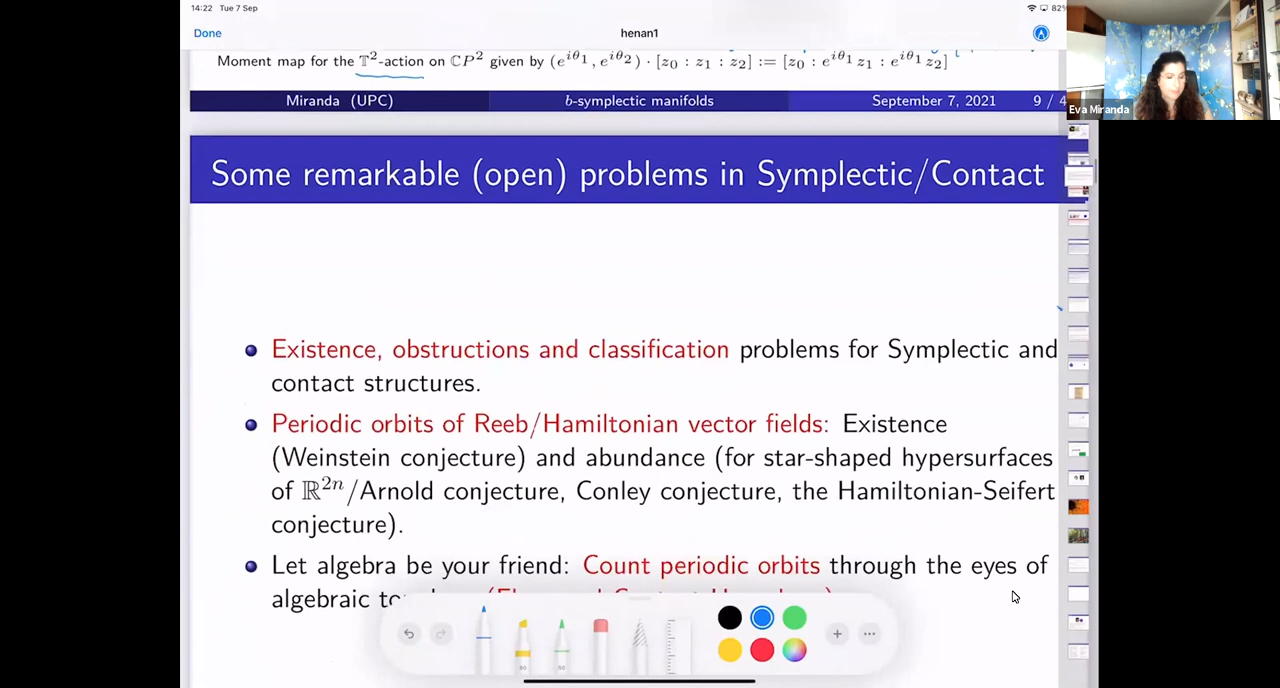 14:22 Tue 7 Sep
82%
Done
henan1
Moment map for the 𝕋²-action on ℂP² given by (e^{iθ₁}, e^{iθ₂}) · [z₀ : z₁ : z₂] := [z₀ : e^{iθ₁} z₁ : e^{iθ₁} z₂]
Miranda (UPC) b-symplectic manifolds September 7, 2021 9 / 4
Eva Miranda
Some remarkable (open) problems in Symplectic/Contact
Existence, obstructions and classification problems for Symplectic and
contact structures.
Periodic orbits of Reeb/Hamiltonian vector fields: Existence
(Weinstein conjecture) and abundance (for star-shaped hypersurfaces
of ℝ²ⁿ/Arnold conjecture, Conley conjecture, the Hamiltonian-Seifert
conjecture).
Let algebra be your friend: Count periodic orbits through the eyes of
algebraic